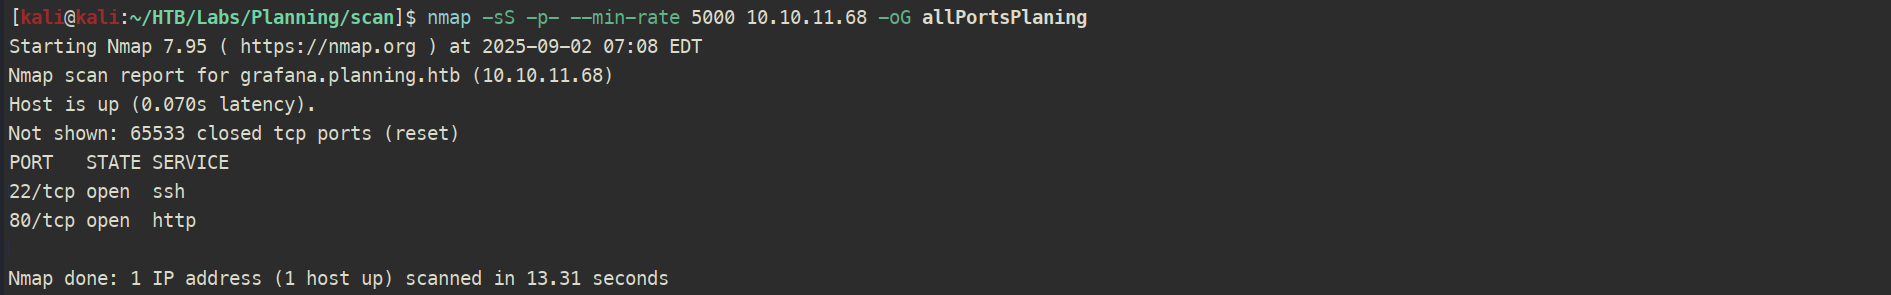 [kali@kali:~/HTB/Labs/Planning/scan]$ nmap -sS -p- --min-rate 5000 10.10.11.68 -oG allPortsPlaning
Starting Nmap 7.95 ( https://nmap.org ) at 2025-09-02 07:08 EDT
Nmap scan report for grafana.planning.htb (10.10.11.68)
Host is up (0.070s latency).
Not shown: 65533 closed tcp ports (reset)
PORT   STATE SERVICE
22/tcp open  ssh
80/tcp open  http
Nmap done: 1 IP address (1 host up) scanned in 13.31 seconds